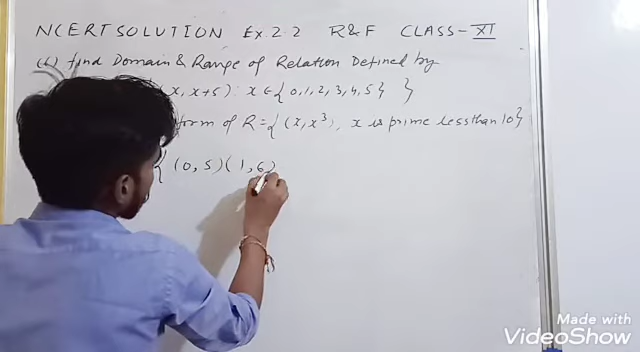 NCERT SOLUTION Ex 2.2 R&F CLASS-XI
(6) find Domain & Range of Relation Defined by
x, x+5) : x ∈ { 0,1,2,3,4,5 } }
form of R = { (x, x³), x is prime less than 10 }
{ (0, 5) ( 1, 6)
Made with
VideoShow